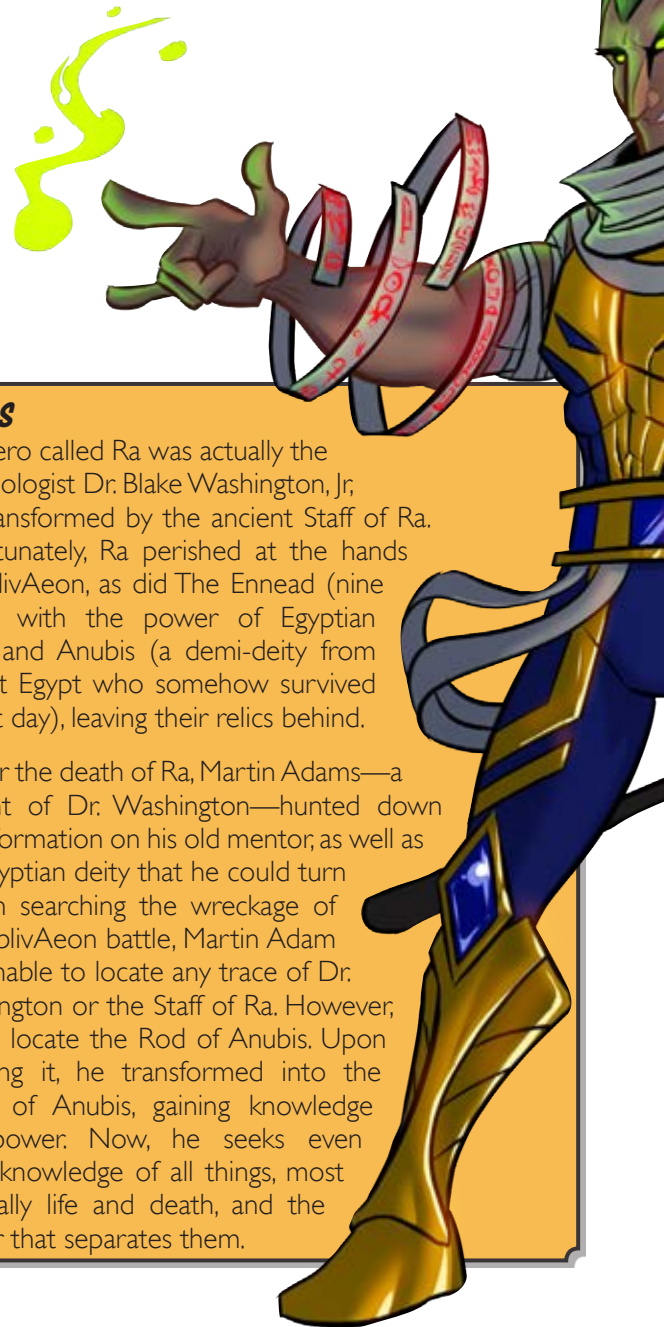 s
ero called Ra was actually the
ologist Dr. Blake Washington, Jr,
ansformed by the ancient Staff of Ra.
tunately, Ra perished at the hands
livAeon, as did The Ennead (nine
with the power of Egyptian
and Anubis (a demi-deity from
t Egypt who somehow survived
t day), leaving their relics behind.
r the death of Ra, Martin Adams—a
nt of Dr. Washington—hunted down
formation on his old mentor, as well as
yptian deity that he could turn
n searching the wreckage of
blivAeon battle, Martin Adam
nable to locate any trace of Dr.
ngton or the Staff of Ra. However,
locate the Rod of Anubis. Upon
ng it, he transformed into the
of Anubis, gaining knowledge
power. Now, he seeks even
knowledge of all things, most
ally life and death, and the
r that separates them.